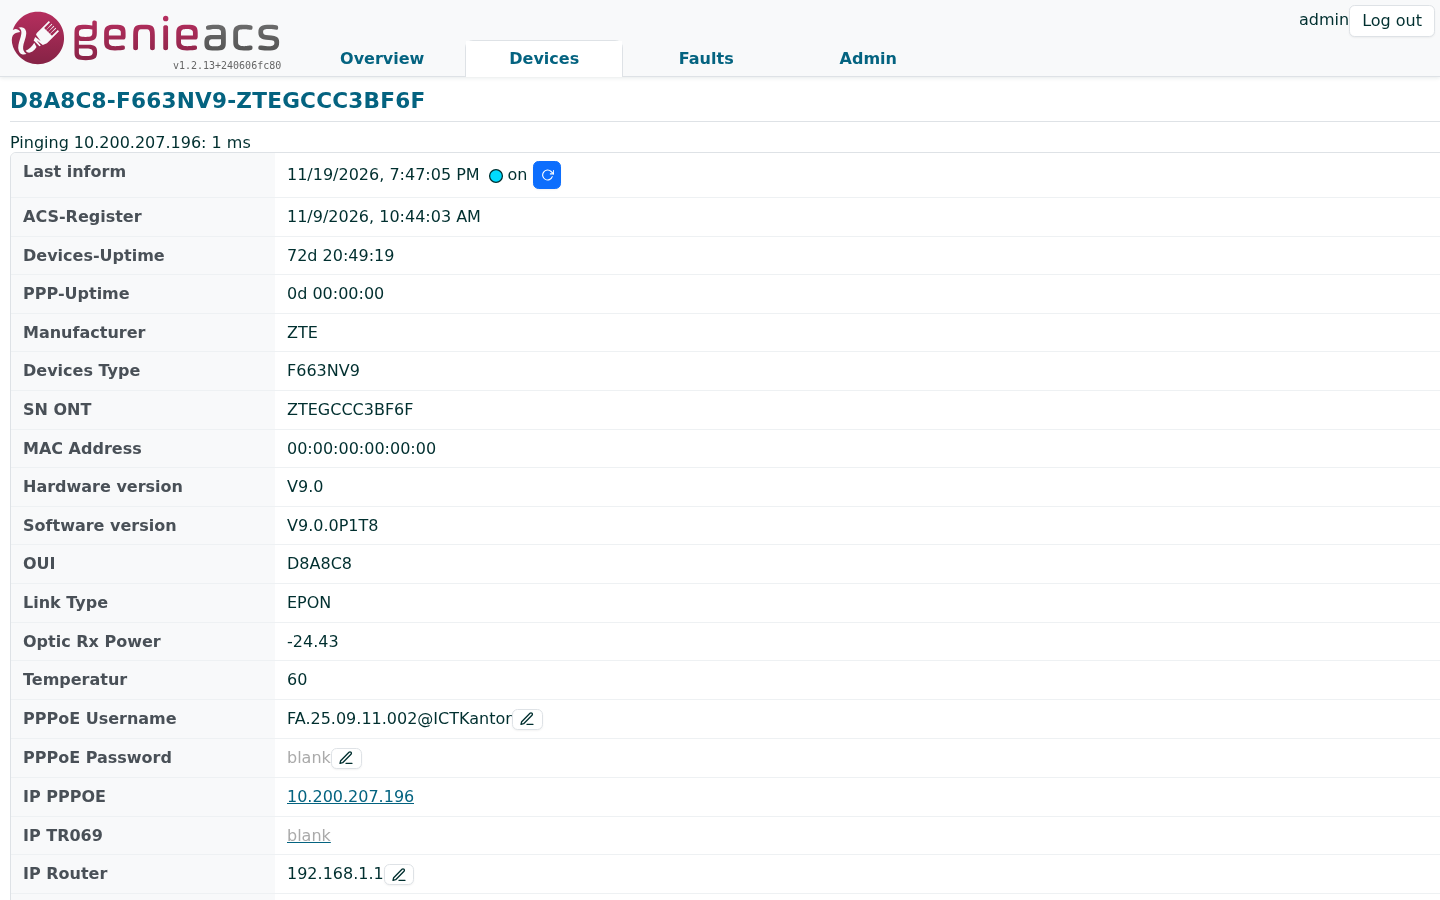 genieacs
v1.2.13+240606fc80
Overview
Devices
Faults
Admin
admin
Log out
D8A8C8-F663NV9-ZTEGCCC3BF6F
Pinging 10.200.207.196: 1 ms
Last inform 11/19/2026, 7:47:05 PM on
ACS-Register 11/9/2026, 10:44:03 AM
Devices-Uptime 72d 20:49:19
PPP-Uptime 0d 00:00:00
Manufacturer ZTE
Devices Type F663NV9
SN ONT ZTEGCCC3BF6F
MAC Address 00:00:00:00:00:00
Hardware version V9.0
Software version V9.0.0P1T8
OUI D8A8C8
Link Type EPON
Optic Rx Power -24.43
Temperatur 60
PPPoE Username FA.25.09.11.002@ICTKantor
PPPoE Password blank
IP PPPOE 10.200.207.196
IP TR069 blank
IP Router 192.168.1.1